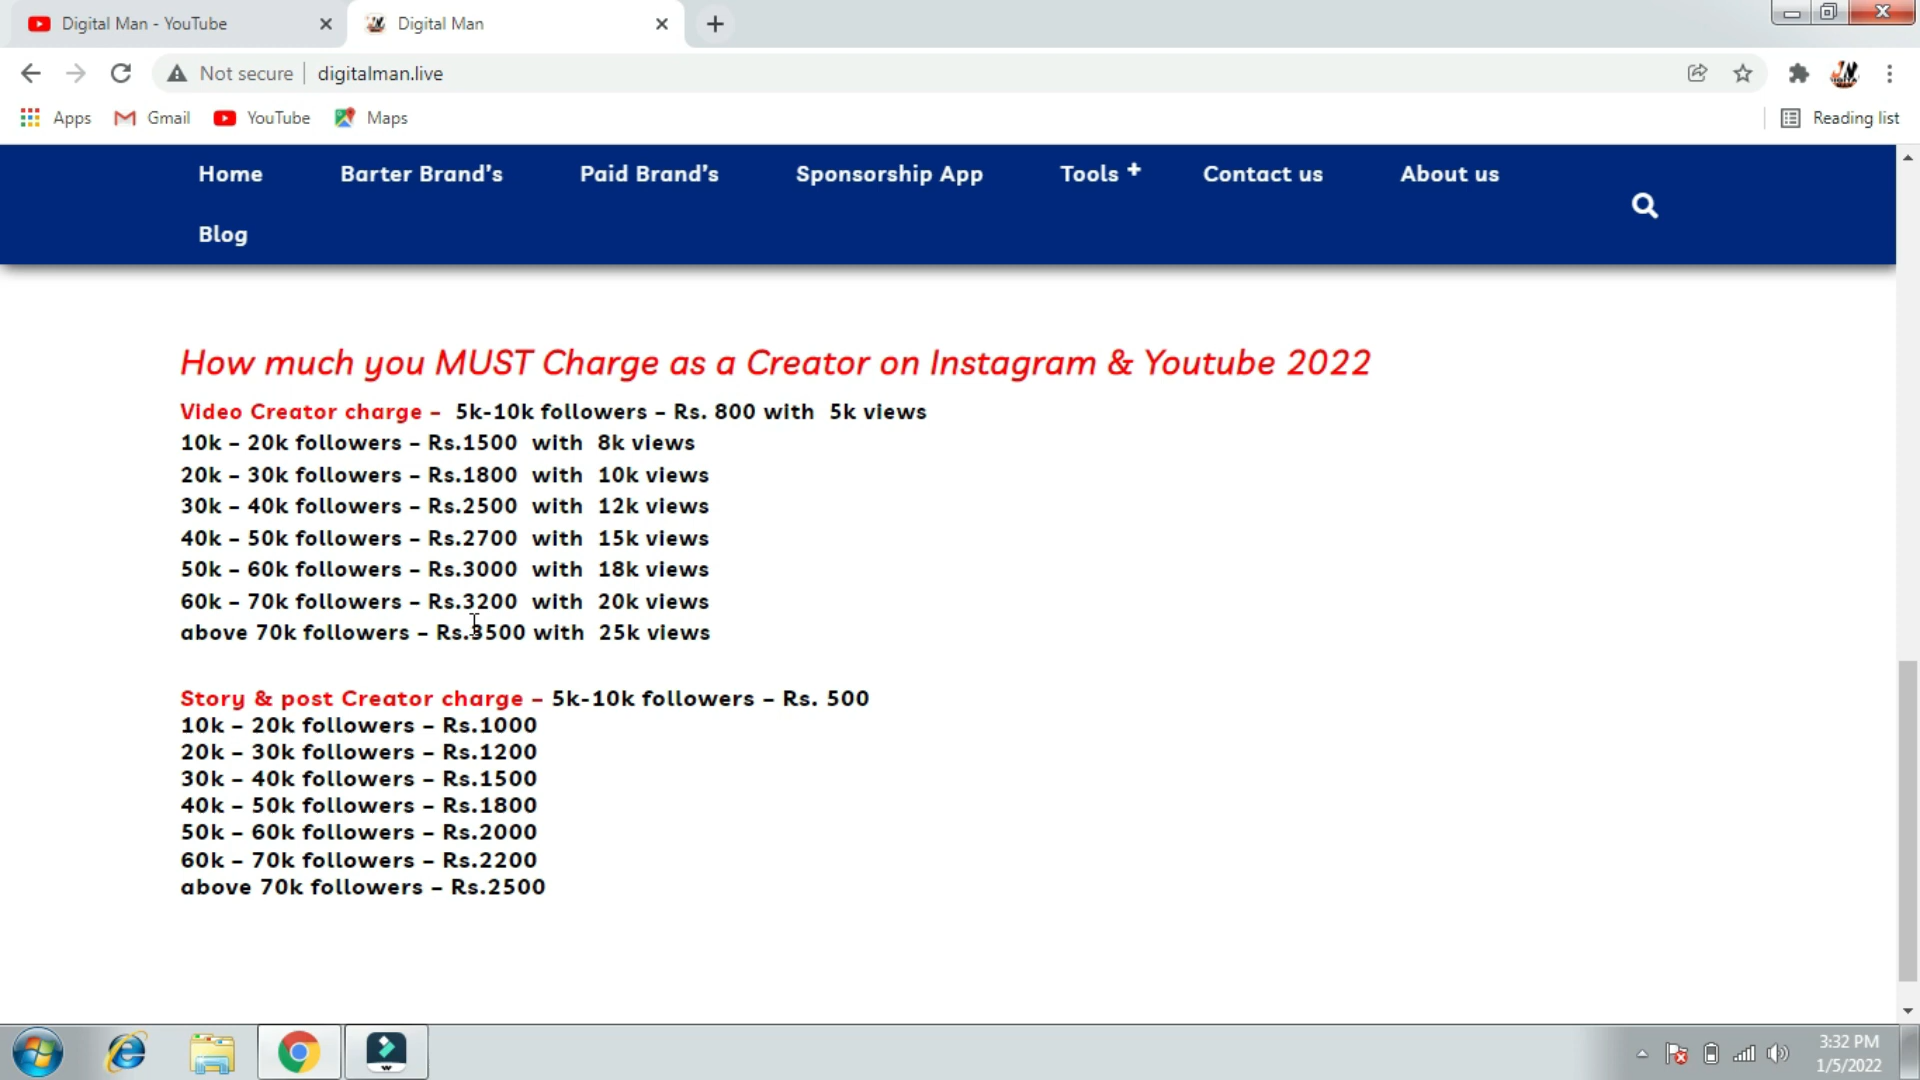 Digital Man - YouTube
Digital Man
Not secure
digitalman.live
Apps
Gmail
YouTube
Maps
Reading list
Home
Barter Brand's
Paid Brand's
Sponsorship App
Tools +
Contact us
About us
Blog
How much you MUST Charge as a Creator on Instagram & Youtube 2022
Video Creator charge – 5k-10k followers – Rs. 800 with 5k views
10k – 20k followers – Rs.1500 with 8k views
20k – 30k followers – Rs.1800 with 10k views
30k – 40k followers – Rs.2500 with 12k views
40k – 50k followers – Rs.2700 with 15k views
50k – 60k followers – Rs.3000 with 18k views
60k – 70k followers – Rs.3200 with 20k views
above 70k followers – Rs.3500 with 25k views
Story & post Creator charge – 5k-10k followers – Rs. 500
10k – 20k followers – Rs.1000
20k – 30k followers – Rs.1200
30k – 40k followers – Rs.1500
40k – 50k followers – Rs.1800
50k – 60k followers – Rs.2000
60k – 70k followers – Rs.2200
above 70k followers – Rs.2500
3:32 PM
1/5/2022